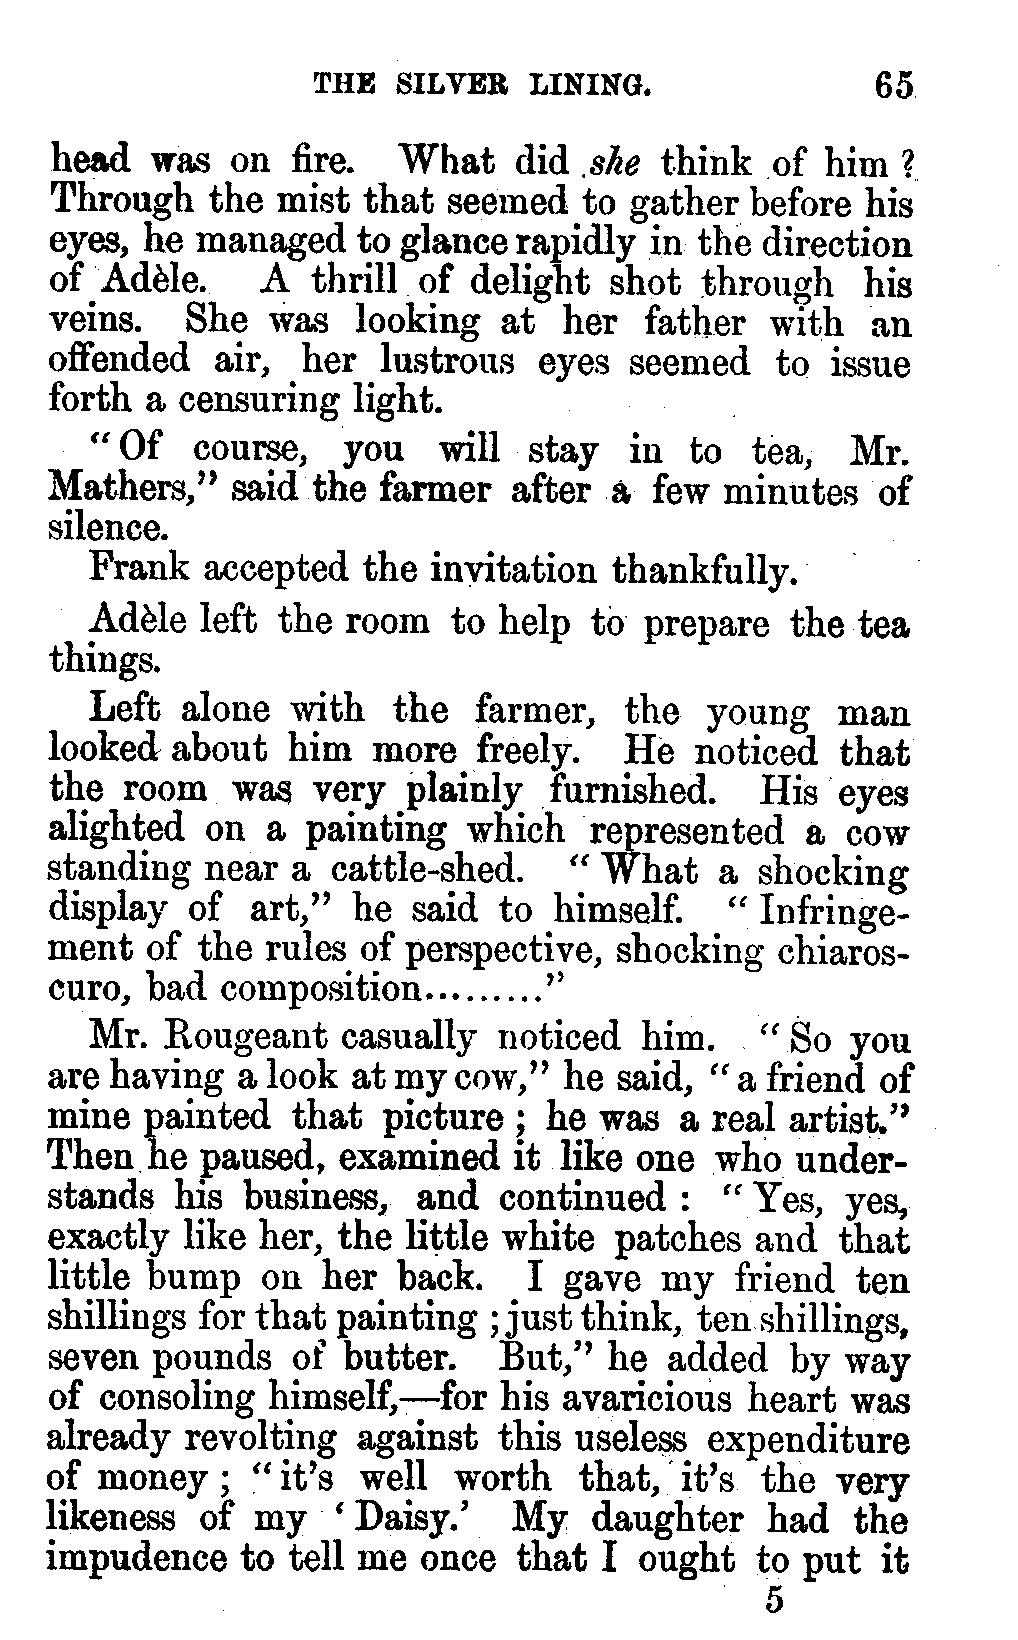 THE SILVER LINING. 65
head was on fire. What did she think of him ?
Through the mist that seemed to gather before his
eyes, he managed to glance rapidly in the direction
of Adèle. A thrill of delight shot through his
veins. She was looking at her father with an
offended air, her lustrous eyes seemed to issue
forth a censuring light.
“Of course, you will stay in to tea, Mr.
Mathers,” said the farmer after a few minutes of
silence.
Frank accepted the invitation thankfully.
Adèle left the room to help to prepare the tea
things.
Left alone with the farmer, the young man
looked about him more freely. He noticed that
the room was very plainly furnished. His eyes
alighted on a painting which represented a cow
standing near a cattle-shed. “What a shocking
display of art,” he said to himself. “Infringe-
ment of the rules of perspective, shocking chiaros-
curo, bad composition.........”
Mr. Rougeant casually noticed him. “So you
are having a look at my cow,” he said, “a friend of
mine painted that picture ; he was a real artist.”
Then he paused, examined it like one who under-
stands his business, and continued : “Yes, yes,
exactly like her, the little white patches and that
little bump on her back. I gave my friend ten
shillings for that painting ; just think, ten shillings,
seven pounds of butter. But,” he added by way
of consoling himself,—for his avaricious heart was
already revolting against this useless expenditure
of money ; “it’s well worth that, it’s the very
likeness of my ‘Daisy.’ My daughter had the
impudence to tell me once that I ought to put it
5